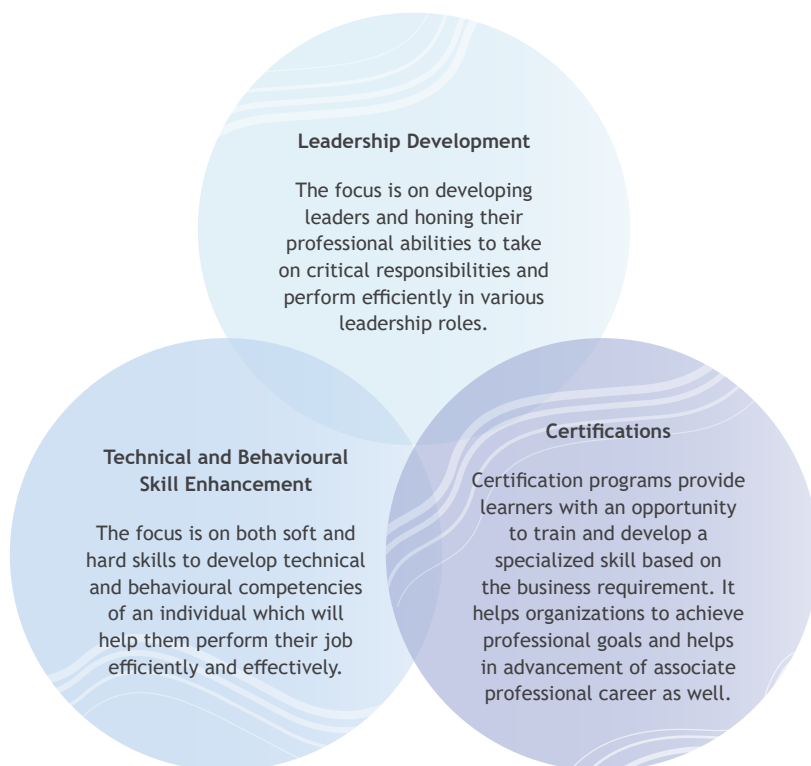 Leadership Development
The focus is on developing
leaders and honing their
professional abilities to take
on critical responsibilities and
perform efficiently in various
leadership roles.
Technical and Behavioural
Skill Enhancement
The focus is on both soft and
hard skills to develop technical
and behavioural competencies
of an individual which will
help them perform their job
efficiently and effectively.
Certifications
Certification programs provide
learners with an opportunity
to train and develop a
specialized skill based on
the business requirement. It
helps organizations to achieve
professional goals and helps
in advancement of associate
professional career as well.